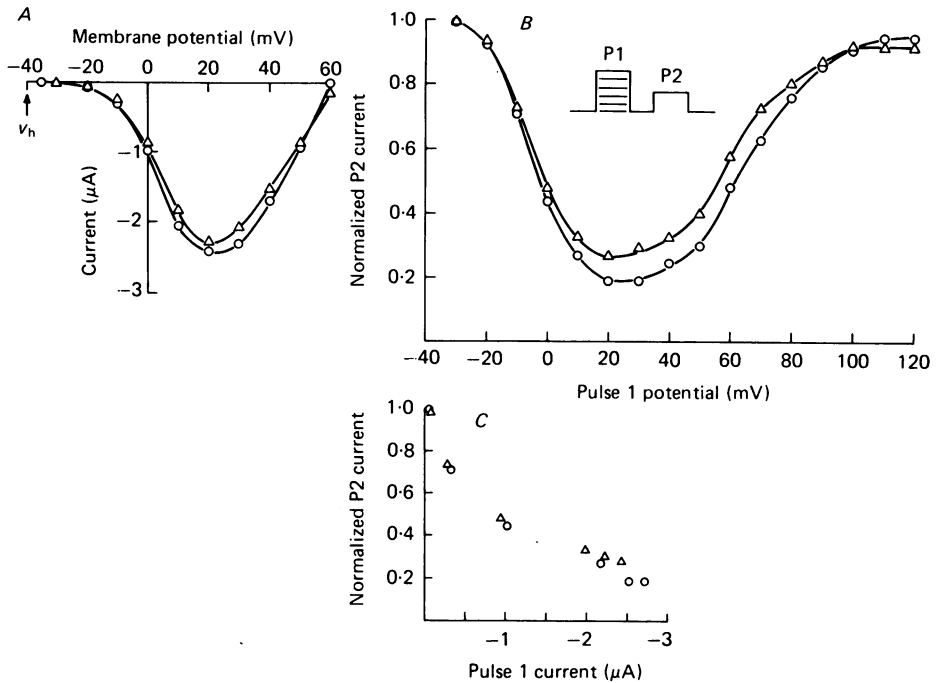 A
Membrane potential (mV)
−40 −20 0 20 40 60
v_h
−1
−2
−3
Current (μA)
B
P1
P2
1·0
0·8
0·6
0·4
0·2
Normalized P2 current
−40 −20 0 20 40 60 80 100 120
Pulse 1 potential (mV)
C
1·0
0·8
0·6
0·4
0·2
Normalized P2 current
−1 −2 −3
Pulse 1 current (μA)